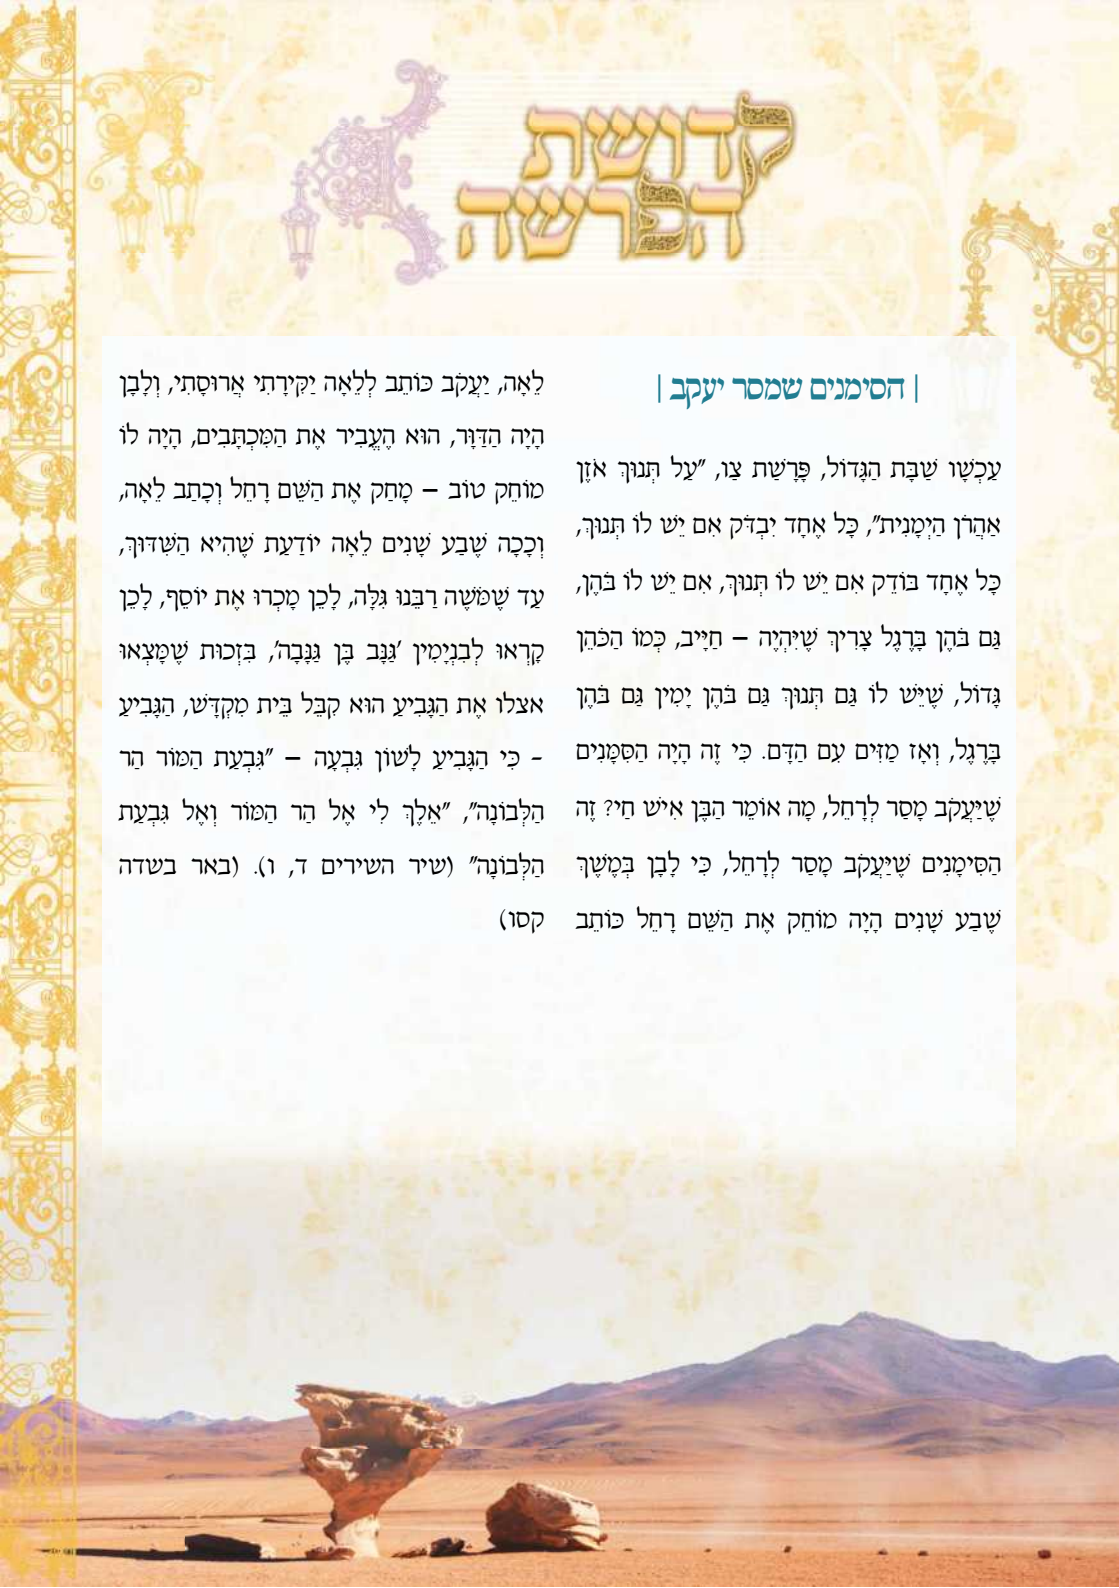 קדושת
הפרשה
| הסימנים שמסר יעקב |
עַכְשָׁו שַׁבָּת הַגָּדוֹל, פָּרָשַׁת צַו, "עַל תְּנוּךְ אֹזֶן
אַהֲרֹן הַיְמָנִית", כָּל אֶחָד יִבְדֹּק אִם יֵשׁ לוֹ תְּנוּךְ,
כָּל אֶחָד בּוֹדֵק אִם יֵשׁ לוֹ תְּנוּךְ, אִם יֵשׁ לוֹ בֹּהֶן,
גַּם בֹּהֶן בָּרֶגֶל צָרִיךְ שֶׁיִּהְיֶה – חַיָּיב, כְּמוֹ הַכֹּהֵן
גָּדוֹל, שֶׁיֵּשׁ לוֹ גַּם תְּנוּךְ גַּם בֹּהֶן יָמִין גַּם בֹּהֶן
בָּרֶגֶל, וְאָז מַזִּים עִם הַדָּם. כִּי זֶה הָיָה הַסִּמָּנִים
שֶׁיַּעֲקֹב מָסַר לְרָחֵל, מָה אוֹמֵר הַבֶּן אִישׁ חַי? זֶה
הַסִּימָנִים שֶׁיַּעֲקֹב מָסַר לְרָחֵל, כִּי לָבָן בְּמֶשֶׁךְ
שֶׁבַע שָׁנִים הָיָה מוֹחֵק אֶת הַשֵּׁם רָחֵל כּוֹתֵב
לֵאָה, יַעֲקֹב כּוֹתֵב לְלֵאָה יַקִּירָתִי אֲרוּסָתִי, וְלָבָן
הָיָה הַדַּוָּר, הוּא הֶעֱבִיר אֶת הַמִּכְתָּבִים, הָיָה לוֹ
מוֹחֵק טוֹב – מָחַק אֶת הַשֵּׁם רָחֵל וְכָתַב לֵאָה,
וְכָכָה שֶׁבַע שָׁנִים לֵאָה יוֹדַעַת שֶׁהִיא הַשִּׁדּוּךְ,
עַד שֶׁמֹּשֶׁה רַבֵּנוּ גִּלָּה, לָכֵן מָכְרוּ אֶת יוֹסֵף, לָכֵן
קָרְאוּ לְבִנְיָמִין 'גַּנָּב בֶּן גַּנָּבָה', בִּזְכוּת שֶׁמָּצְאוּ
אצלו אֶת הַגָּבִיעַ הוּא קִבֵּל בֵּית מִקְדָּשׁ, הַגָּבִיעַ
- כִּי הַגָּבִיעַ לָשׁוֹן גִּבְעָה – "גִּבְעַת הַמּוֹר הַר
הַלְּבוֹנָה", "אֵלֶךְ לִי אֶל הַר הַמּוֹר וְאֶל גִּבְעַת
הַלְּבוֹנָה" (שיר השירים ד, ו). (באר בשדה
קסו)